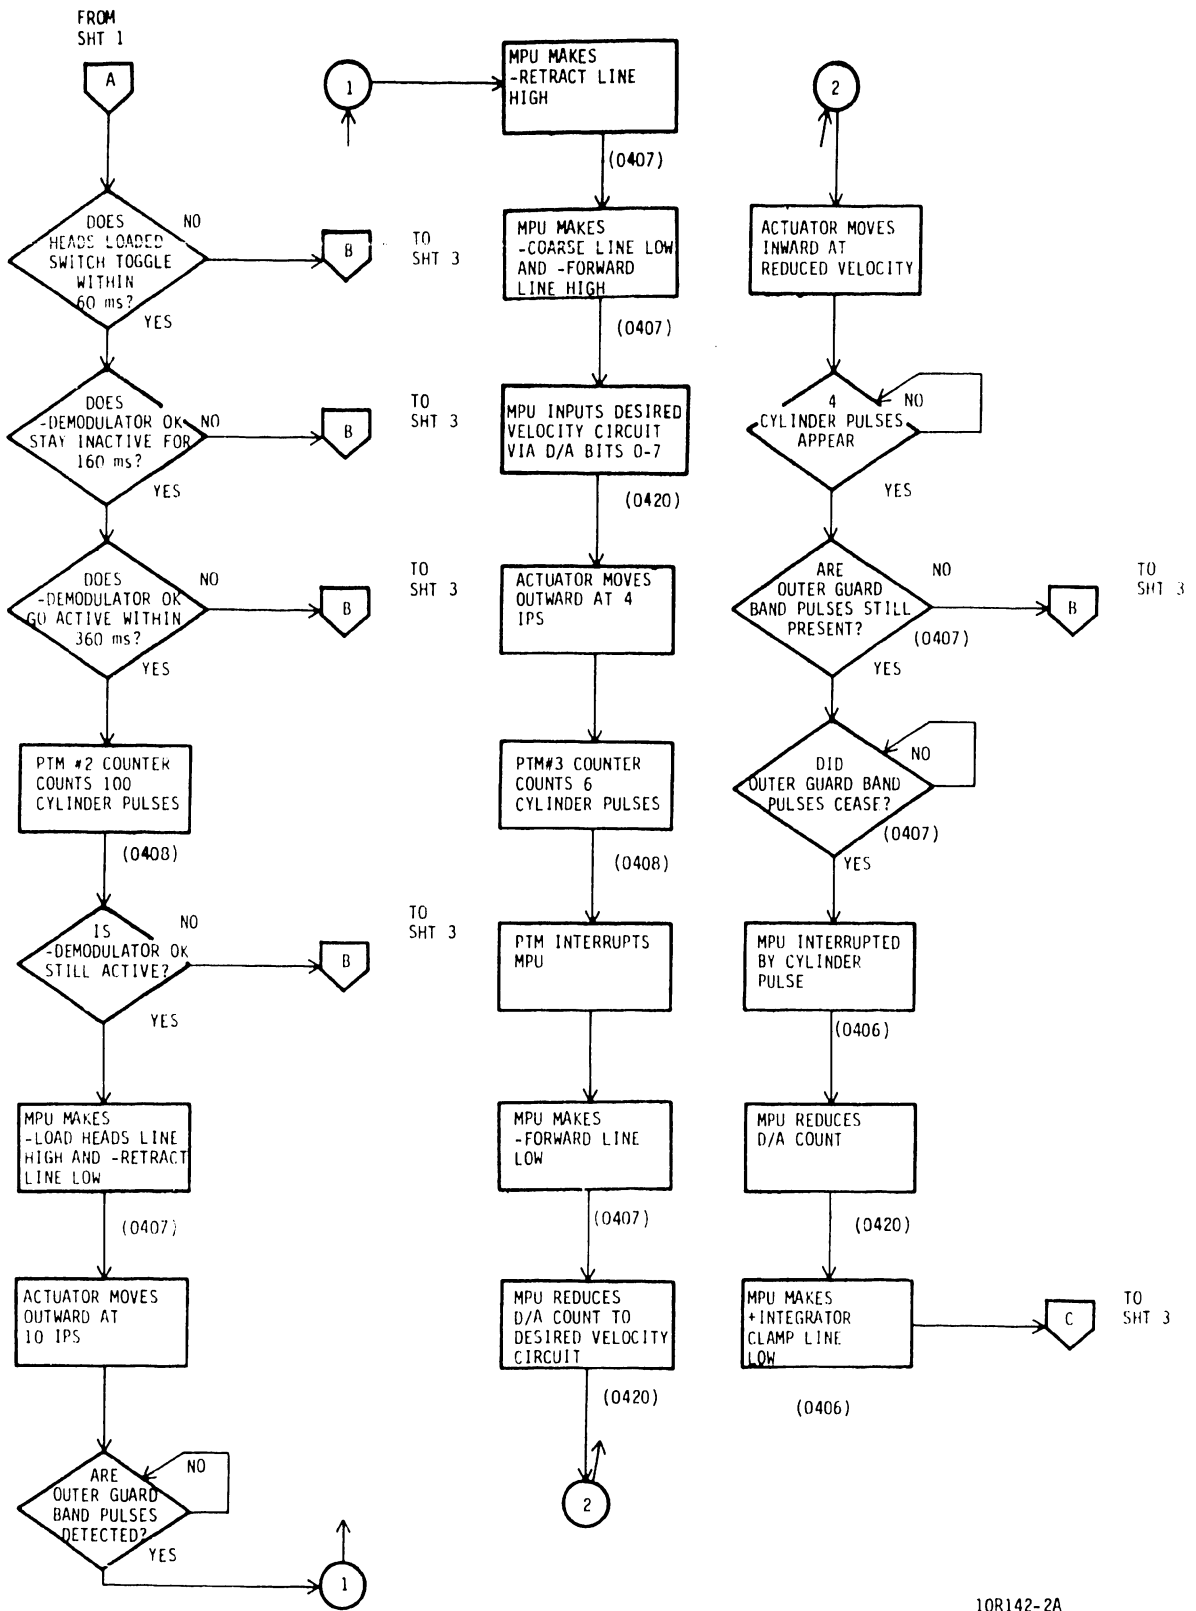 FROM
SHT 1
A
DOES
HEADS LOADED
SWITCH TOGGLE
WITHIN
60 ms?
NO
B
TO
SHT 3
YES
DOES
-DEMODULATOR OK
STAY INACTIVE FOR
160 ms?
NO
B
TO
SHT 3
YES
DOES
-DEMODULATOR OK
GO ACTIVE WITHIN
360 ms?
NO
B
TO
SHT 3
YES
PTM #2 COUNTER
COUNTS 100
CYLINDER PULSES
(0408)
IS
-DEMODULATOR OK
STILL ACTIVE?
NO
B
TO
SHT 3
YES
MPU MAKES
-LOAD HEADS LINE
HIGH AND -RETRACT
LINE LOW
(0407)
ACTUATOR MOVES
OUTWARD AT
10 IPS
ARE
OUTER GUARD
BAND PULSES
DETECTED?
NO
YES
1
1
MPU MAKES
-RETRACT LINE
HIGH
(0407)
MPU MAKES
-COARSE LINE LOW
AND -FORWARD
LINE HIGH
(0407)
MPU INPUTS DESIRED
VELOCITY CIRCUIT
VIA D/A BITS 0-7
(0420)
ACTUATOR MOVES
OUTWARD AT 4
IPS
PTM#3 COUNTER
COUNTS 6
CYLINDER PULSES
(0408)
PTM INTERRUPTS
MPU
MPU MAKES
-FORWARD LINE
LOW
(0407)
MPU REDUCES
D/A COUNT TO
DESIRED VELOCITY
CIRCUIT
(0420)
2
2
ACTUATOR MOVES
INWARD AT
REDUCED VELOCITY
4
CYLINDER PULSES
APPEAR
NO
YES
ARE
OUTER GUARD
BAND PULSES STILL
PRESENT?
NO
(0407)
B
TO
SHT 3
YES
DID
OUTER GUARD BAND
PULSES CEASE?
NO
(0407)
YES
MPU INTERRUPTED
BY CYLINDER
PULSE
(0406)
MPU REDUCES
D/A COUNT
(0420)
MPU MAKES
+INTEGRATOR
CLAMP LINE
LOW
(0406)
C
TO
SHT 3
10R142-2A